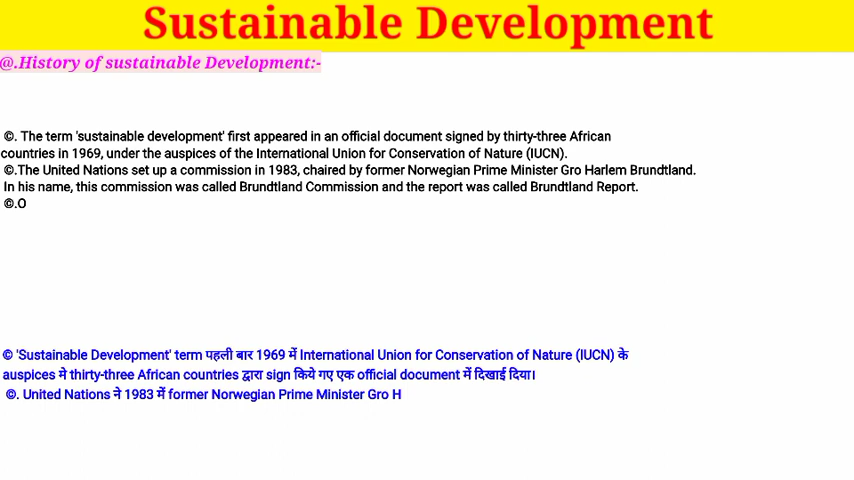 Sustainable Development
@.History of sustainable Development:-
©. The term 'sustainable development' first appeared in an official document signed by thirty-three African
countries in 1969, under the auspices of the International Union for Conservation of Nature (IUCN).
©.The United Nations set up a commission in 1983, chaired by former Norwegian Prime Minister Gro Harlem Brundtland.
In his name, this commission was called Brundtland Commission and the report was called Brundtland Report.
©.O
© 'Sustainable Development' term पहली बार 1969 में International Union for Conservation of Nature (IUCN) के
auspices मे thirty-three African countries द्वारा sign किये गए एक official document में दिखाई दिया।
©. United Nations ने 1983 में former Norwegian Prime Minister Gro H